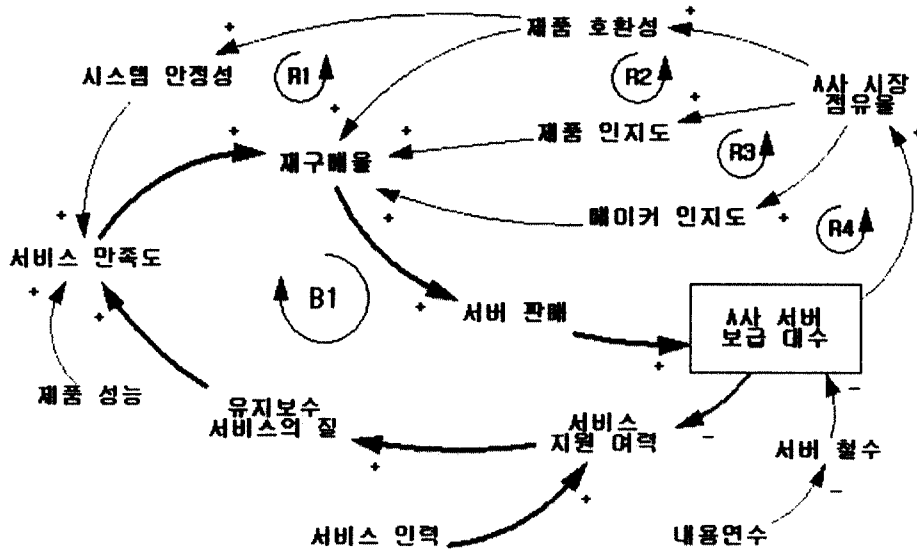 제품 호환성
시스템 안정성
R1
R2
A사 시장
점유율
제품 인지도
재구매율
R3
메이커 인지도
R4
서비스 만족도
B1
서버 판매
A사 서버
보급 대수
제품 성능
유지보수
서비스의 질
서비스
지원 여력
서버 철수
서비스 인력
내용연수